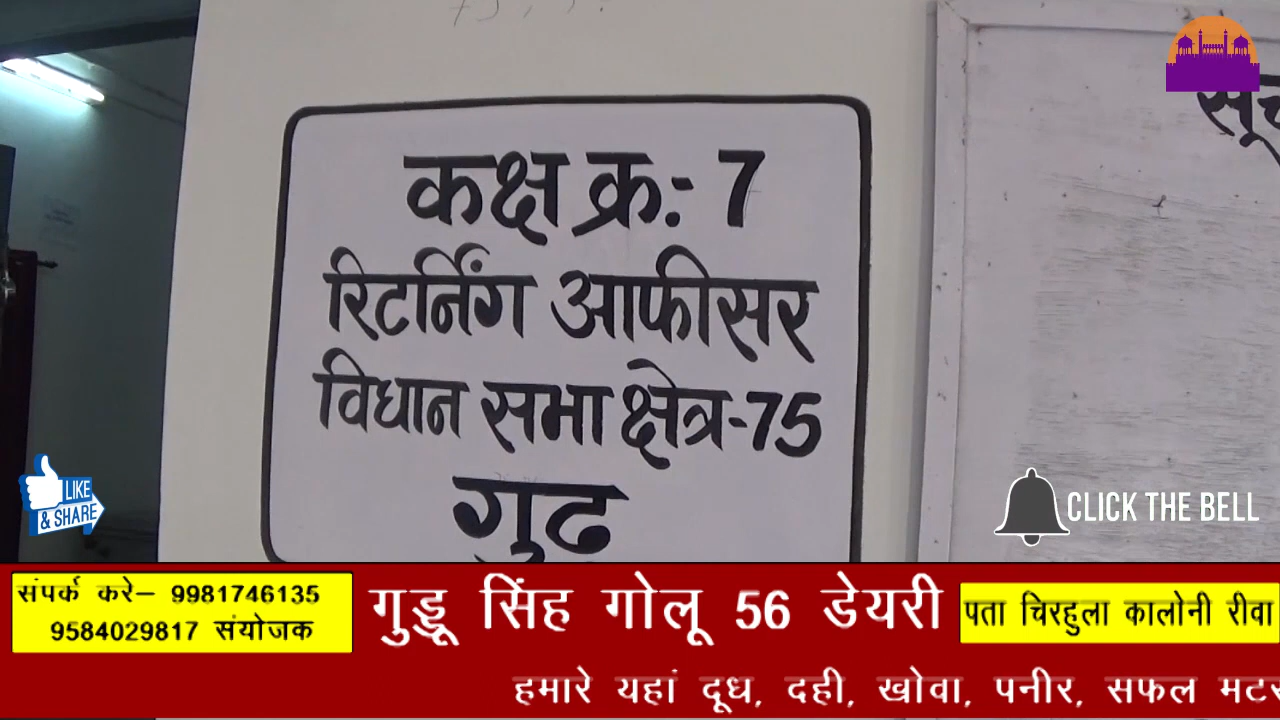 कक्ष क्र:- 7
रिटर्निंग आफीसर
विधान सभा क्षेत्र-75
गुढ
LIKE
& SHARE
CLICK THE BELL
संपर्क करे– 9981746135
9584029817 संयोजक
गुड्डू सिंह गोलू 56 डेयरी
पता चिरहुला कालोनी रीवा
हमारे यहां दूध, दही, खोवा, पनीर, सफल